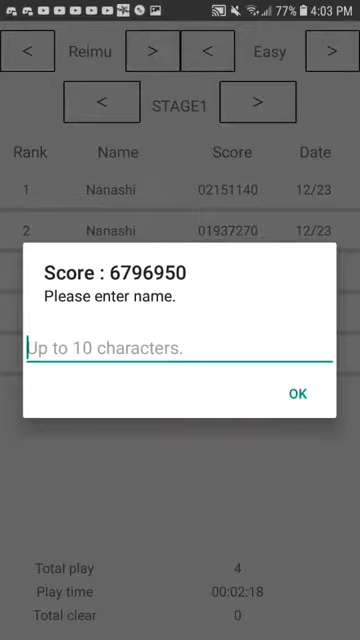 77% 4:03 PM
< Reimu > < Easy >
< STAGE1 >
Rank Name Score Date
1 Nanashi 02151140 12/23
2 Nanashi 01937270 12/23
Score : 6796950
Please enter name.
Up to 10 characters.
OK
Total play 4
Play time 00:02:18
Total clear 0